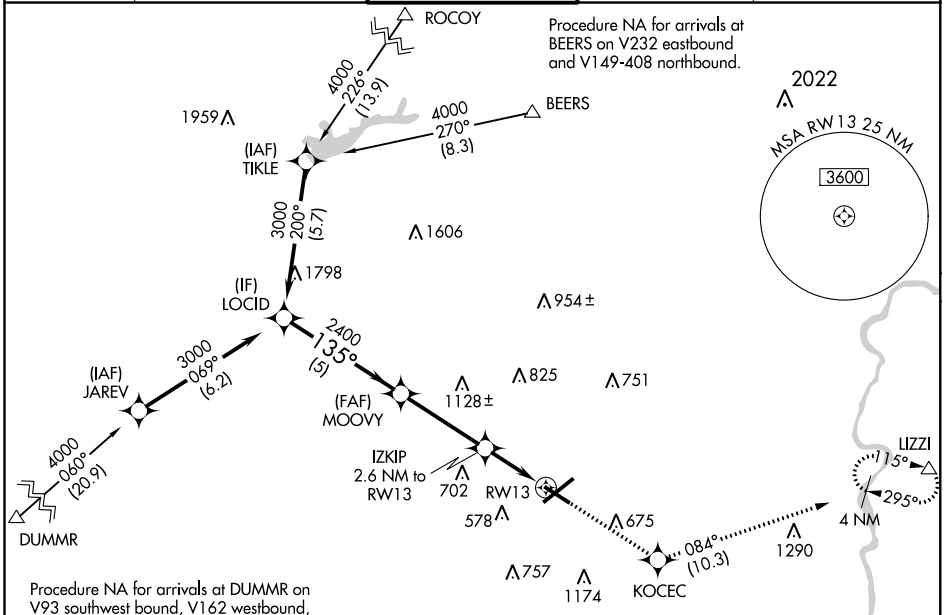 ROCOY
Procedure NA for arrivals at
BEERS on V232 eastbound
and V149-408 northbound.
4000
226°
(13.9)
2022
1959
BEERS
4000
270°
(8.3)
MSA RW13 25 NM
3600
(IAF)
TIKLE
3000
200°
(5.7)
1606
1798
(IF)
LOCID
954±
2400
135°
(5)
3000
069°
(6.2)
(IAF)
JAREV
825
751
1128±
(FAF)
MOOVY
4000
060°
(20.9)
IZKIP
2.6 NM to
RW13
702
RW13
LIZZI
115°
295°
4 NM
578
675
DUMMR
084°
(10.3)
1290
KOCEC
757
1174
Procedure NA for arrivals at DUMMR on
V93 southwest bound, V162 westbound,